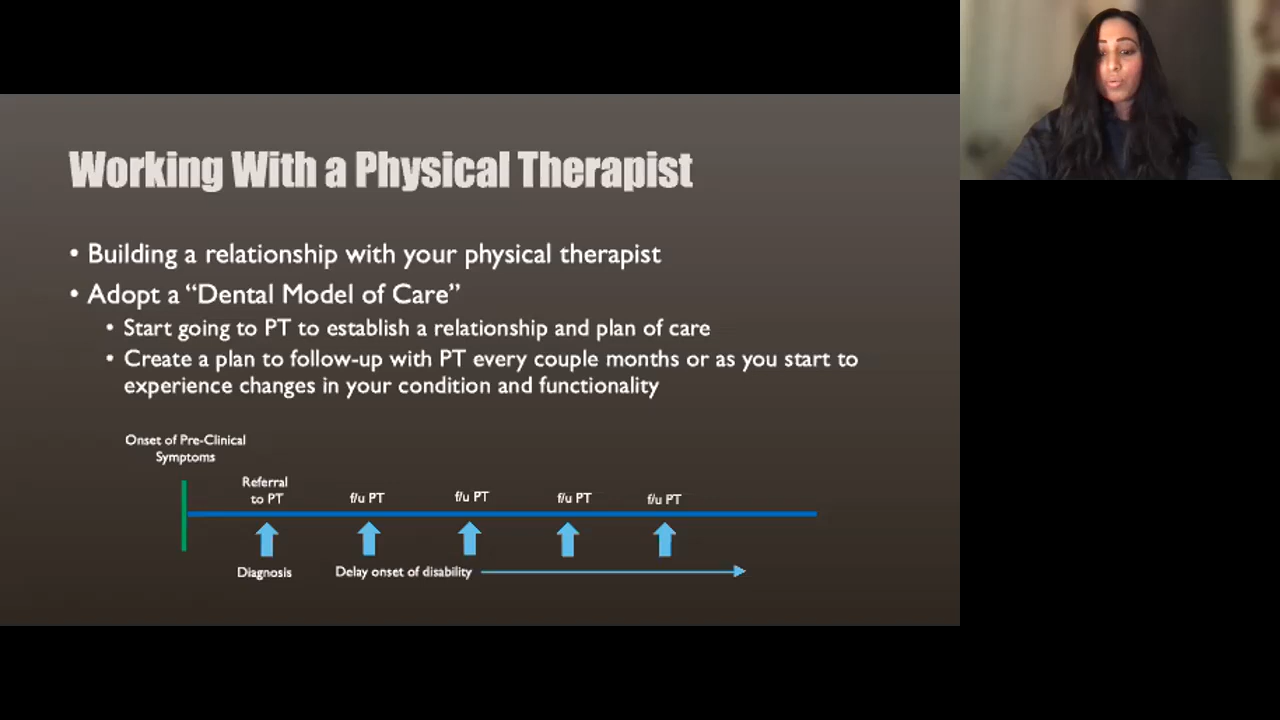 Working With a Physical Therapist
• Building a relationship with your physical therapist
• Adopt a “Dental Model of Care”
• Start going to PT to establish a relationship and plan of care
• Create a plan to follow-up with PT every couple months or as you start to
experience changes in your condition and functionality
Onset of Pre-Clinical
Symptoms
Referral
to PT
f/u PT
f/u PT
f/u PT
f/u PT
Diagnosis
Delay onset of disability